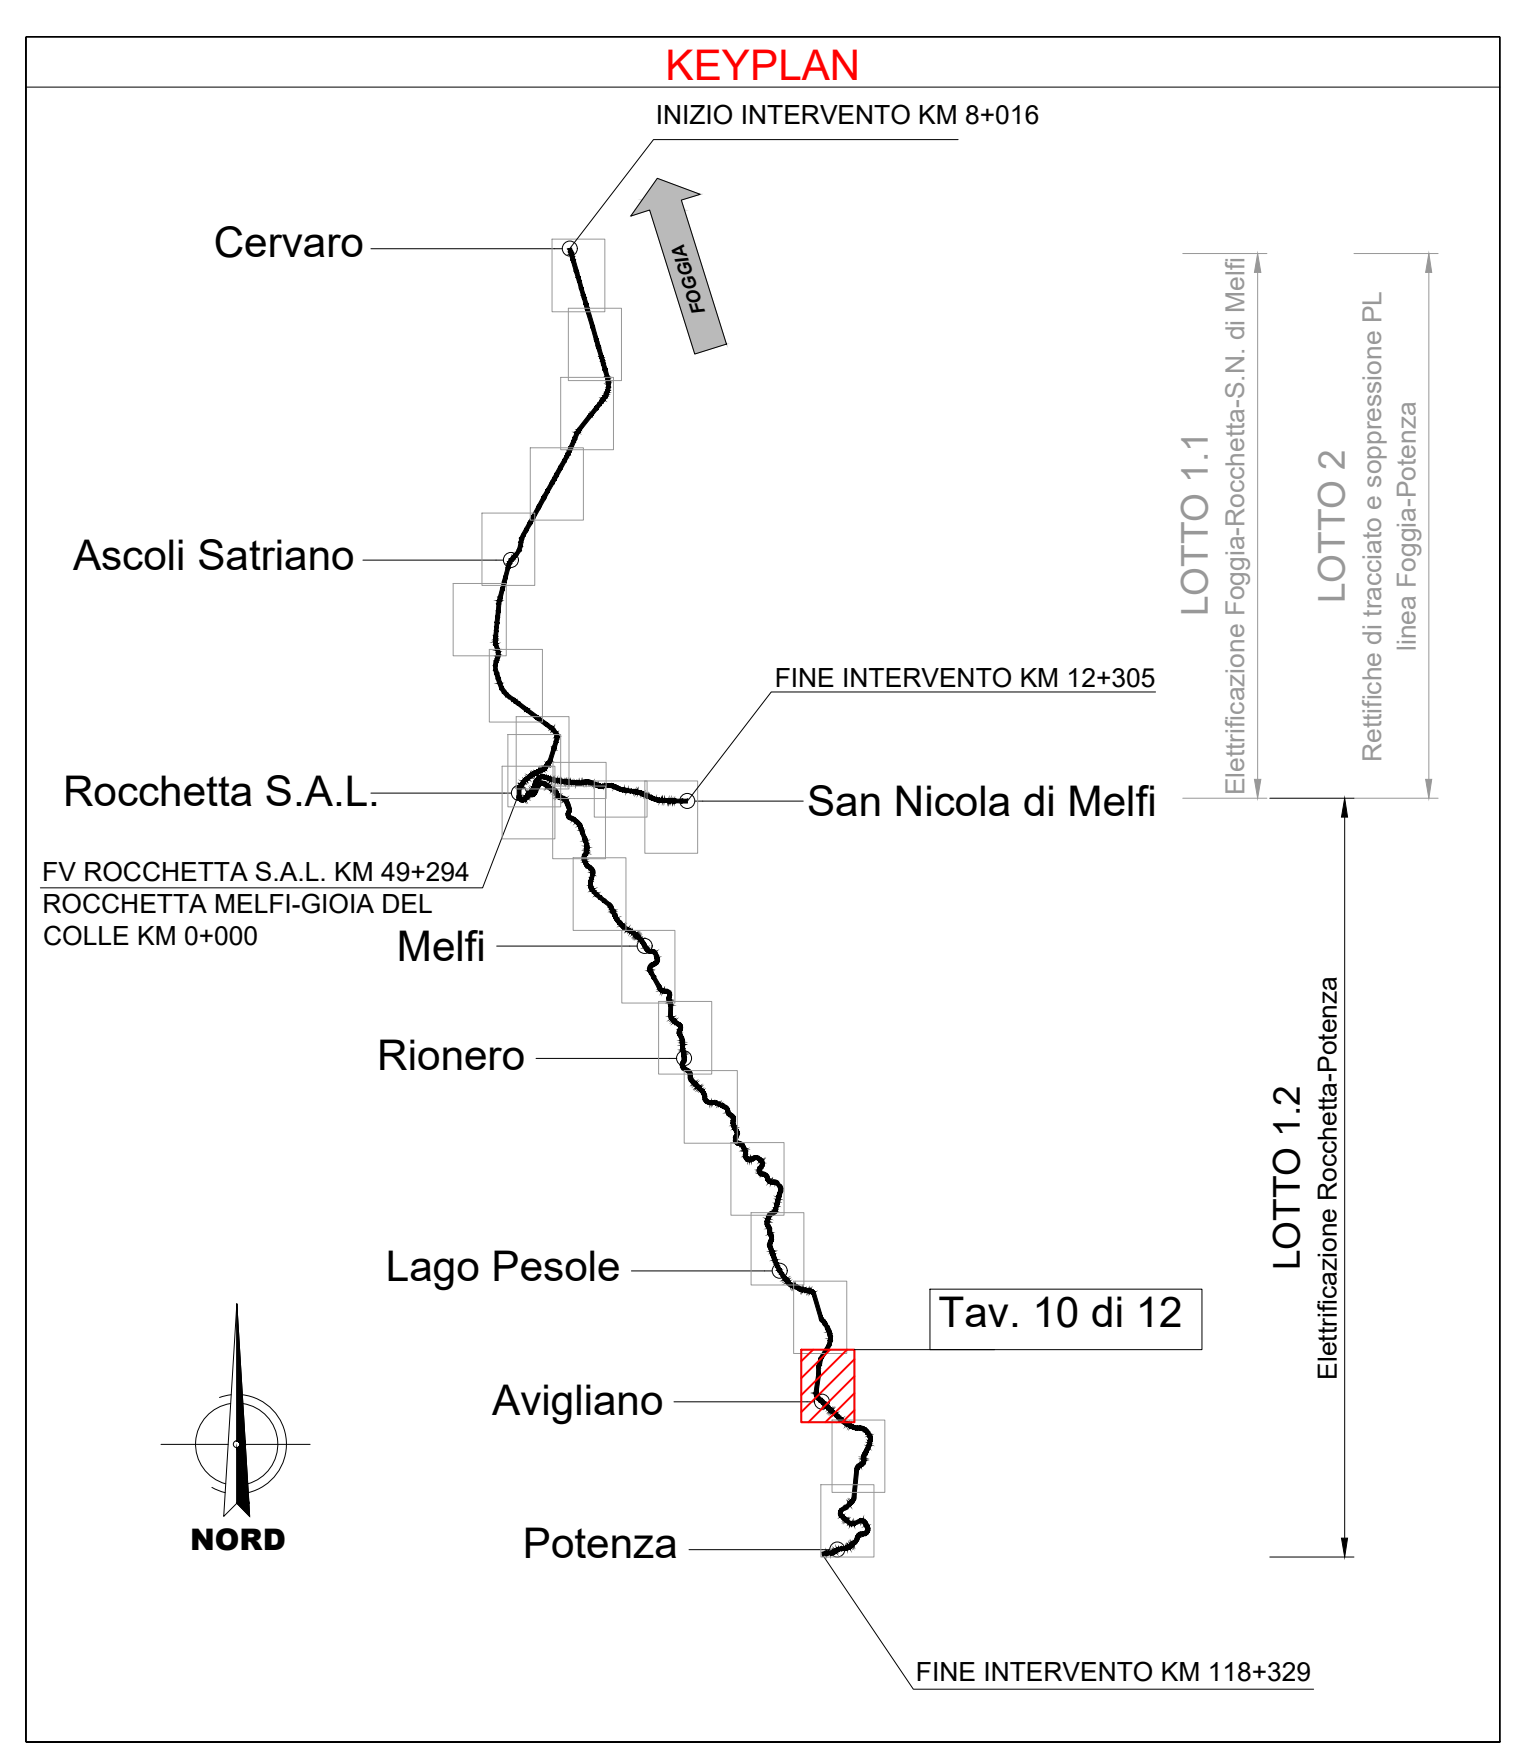 KEYPLAN
INIZIO INTERVENTO KM 8+016
FOGGIA
Cervaro
LOTTO 1.1
Elettrificazione Foggia-Rocchetta-S.N. di Melfi
LOTTO 2
Rettifiche di tracciato e soppressione PL
linea Foggia-Potenza
Ascoli Satriano
FINE INTERVENTO KM 12+305
Rocchetta S.A.L.
San Nicola di Melfi
FV ROCCHETTA S.A.L. KM 49+294
ROCCHETTA MELFI-GIOIA DEL
COLLE KM 0+000
Melfi
Rionero
LOTTO 1.2
Elettrificazione Rocchetta-Potenza
Lago Pesole
Tav. 10 di 12
Avigliano
NORD
Potenza
FINE INTERVENTO KM 118+329